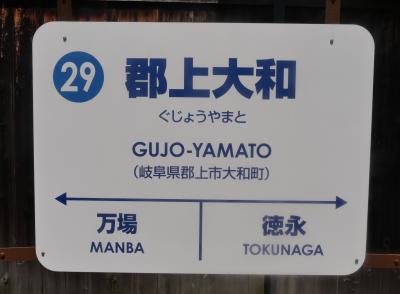 29 郡上大和
ぐじょうやまと
GUJO-YAMATO
(岐阜県郡上市大和町)
万場 徳永
MANBA TOKUNAGA